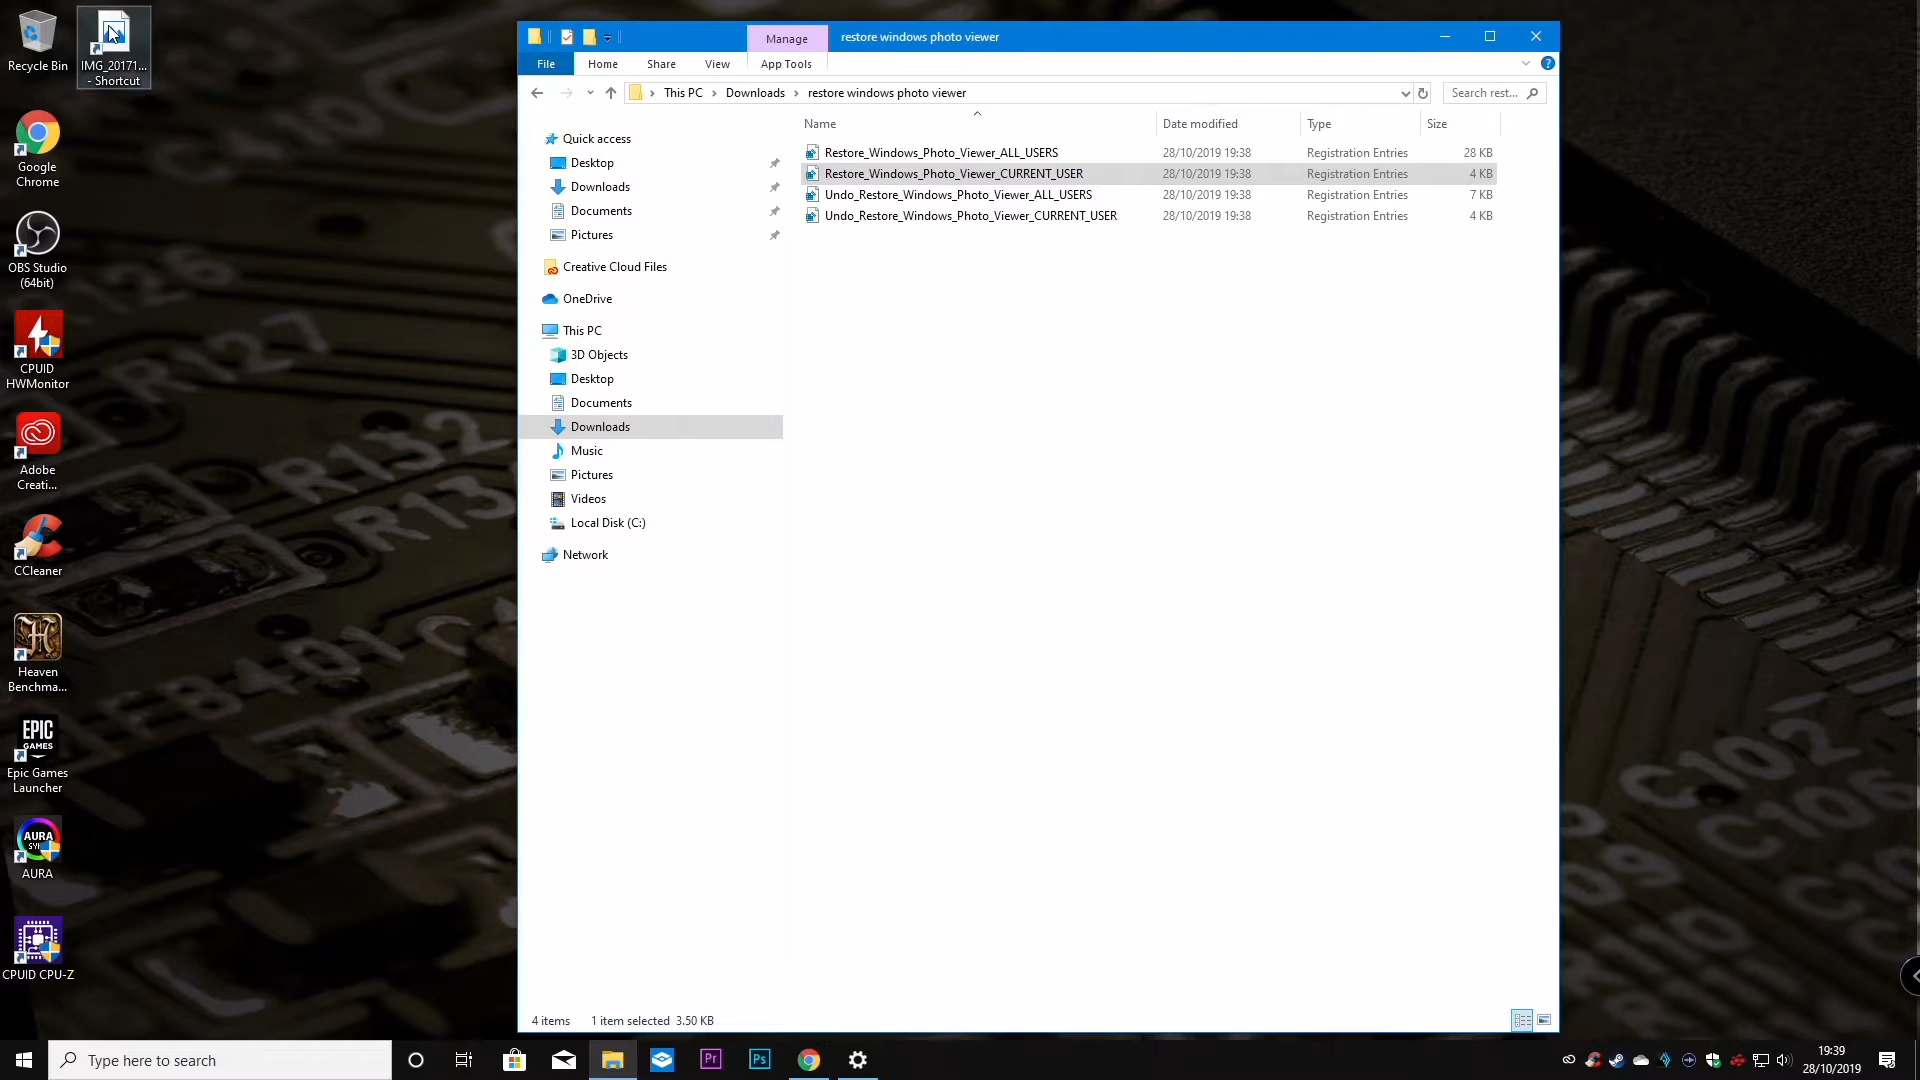 Recycle Bin
IMG_20171...
- Shortcut
Google
Chrome
OBS Studio
(64bit)
CPUID
HWMonitor
Adobe
Creati...
CCleaner
Heaven
Benchma...
EPIC
GAMES
Epic Games
Launcher
AURA
AURA
CPUID CPU-Z
Manage
restore windows photo viewer
File
Home
Share
View
App Tools
This PC
Downloads
restore windows photo viewer
Search rest...
Quick access
Desktop
Downloads
Documents
Pictures
Creative Cloud Files
OneDrive
This PC
3D Objects
Desktop
Documents
Downloads
Music
Pictures
Videos
Local Disk (C:)
Network
Name Date modified Type Size
Restore_Windows_Photo_Viewer_ALL_USERS 28/10/2019 19:38 Registration Entries 28 KB
Restore_Windows_Photo_Viewer_CURRENT_USER 28/10/2019 19:38 Registration Entries 4 KB
Undo_Restore_Windows_Photo_Viewer_ALL_USERS 28/10/2019 19:38 Registration Entries 7 KB
Undo_Restore_Windows_Photo_Viewer_CURRENT_USER 28/10/2019 19:38 Registration Entries 4 KB
4 items 1 item selected 3.50 KB
R127
R132
C102
Type here to search
Pr
Ps
19:39
28/10/2019